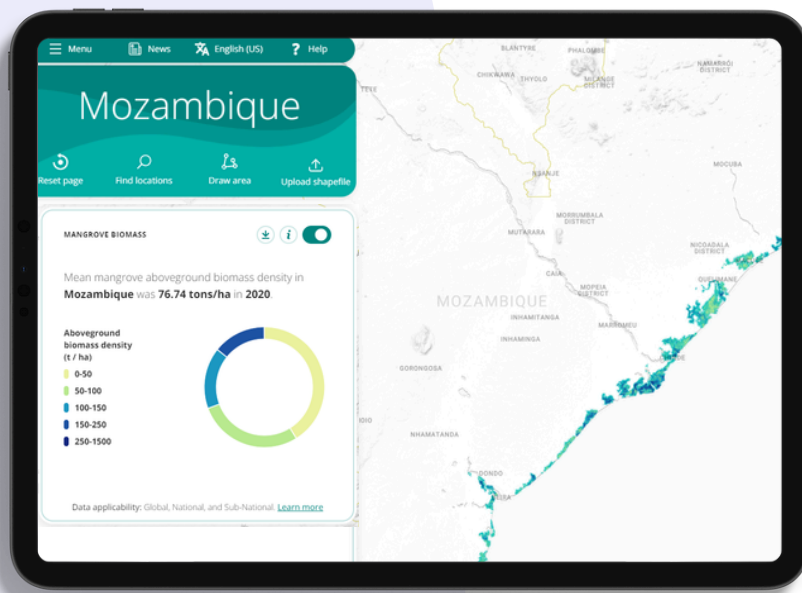 Menu
News
English (US)
Help
Mozambique
Reset page
Find locations
Draw area
Upload shapefile
MANGROVE BIOMASS
Mean mangrove aboveground biomass density in
Mozambique was 76.74 tons/ha in 2020.
Aboveground
biomass density
(t / ha)
0-50
50-100
100-150
150-250
250-1500
Data applicability: Global, National, and Sub-National. Learn more
BLANTYRE
PHALOMBE
CHIKWAWA
THYOLO
MILANGE
DISTRICT
NAMARRÓI
DISTRICT
TETE
NSANJE
MOCUBA
MORRUMBALA
DISTRICT
MUTARARA
NICOADALA
DISTRICT
CAIA
QUELIMANE
MOPEIA
DISTRICT
MOZAMBIQUE
INHAMITANGA
MARROMEU
INHAMINGA
GORONGOSA
NHAMATANDA
DONDO